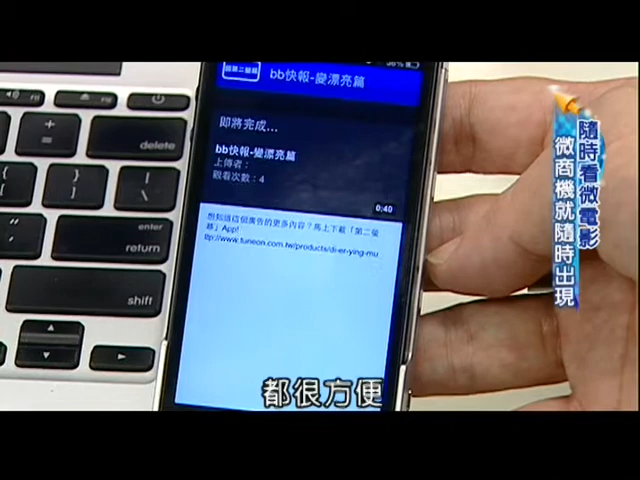 bb快報-變漂亮篇
即將完成...
bb快報-變漂亮篇
上傳者：
觀看次數：4
0:40
想知道這個廣告的更多內容？馬上下載「第二螢
幕」App!
ttp://www.tuneon.com.tw/products/di-er-ying-mu
隨時看微電影
微商機就隨時出現
都很方便
+
=
delete
{
[
}
]
|
\
"
'
enter
return
shift